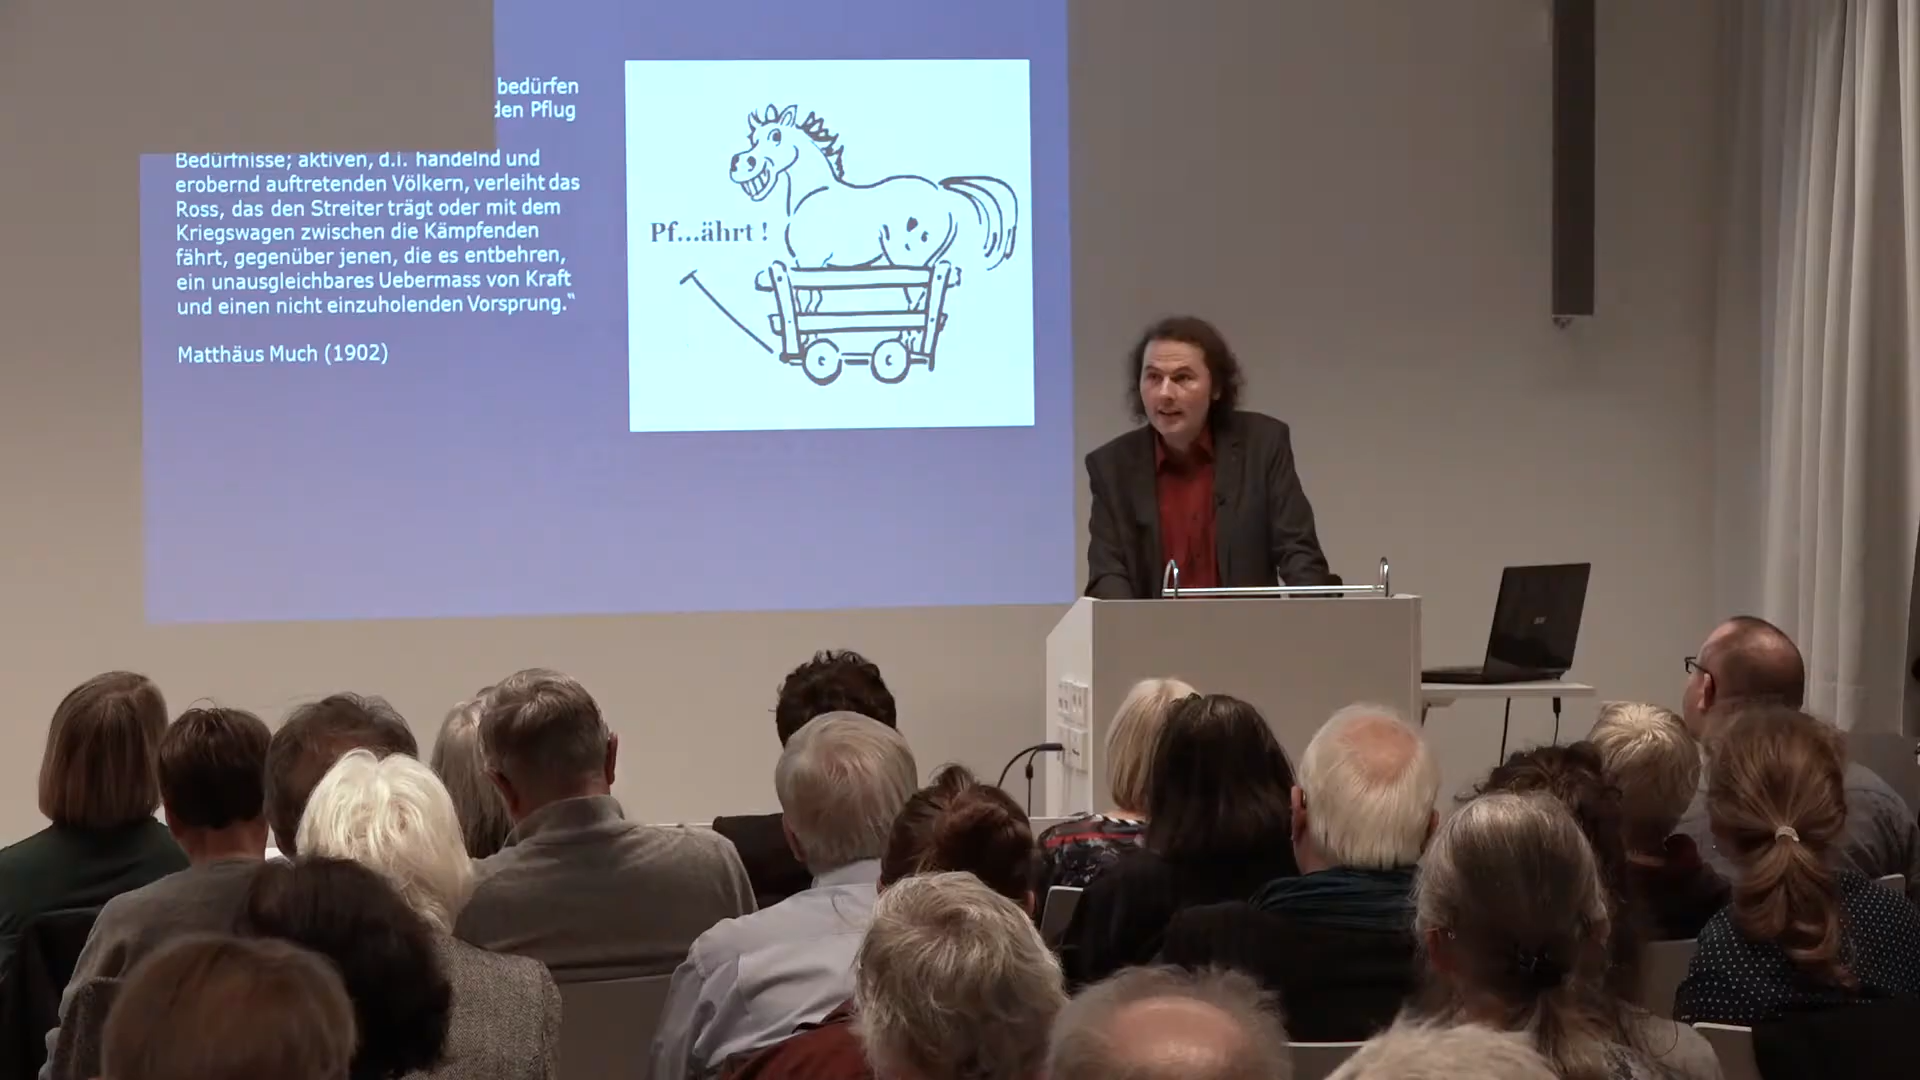 bedürfen
den Pflug
Bedürfnisse; aktiven, d.i. handelnd und
erobernd auftretenden Völkern, verleiht das
Ross, das den Streiter trägt oder mit dem
Kriegswagen zwischen die Kämpfenden
fährt, gegenüber jenen, die es entbehren,
ein unausgleichbares Uebermass von Kraft
und einen nicht einzuholenden Vorsprung."
Matthäus Much (1902)
Pf...ährt !